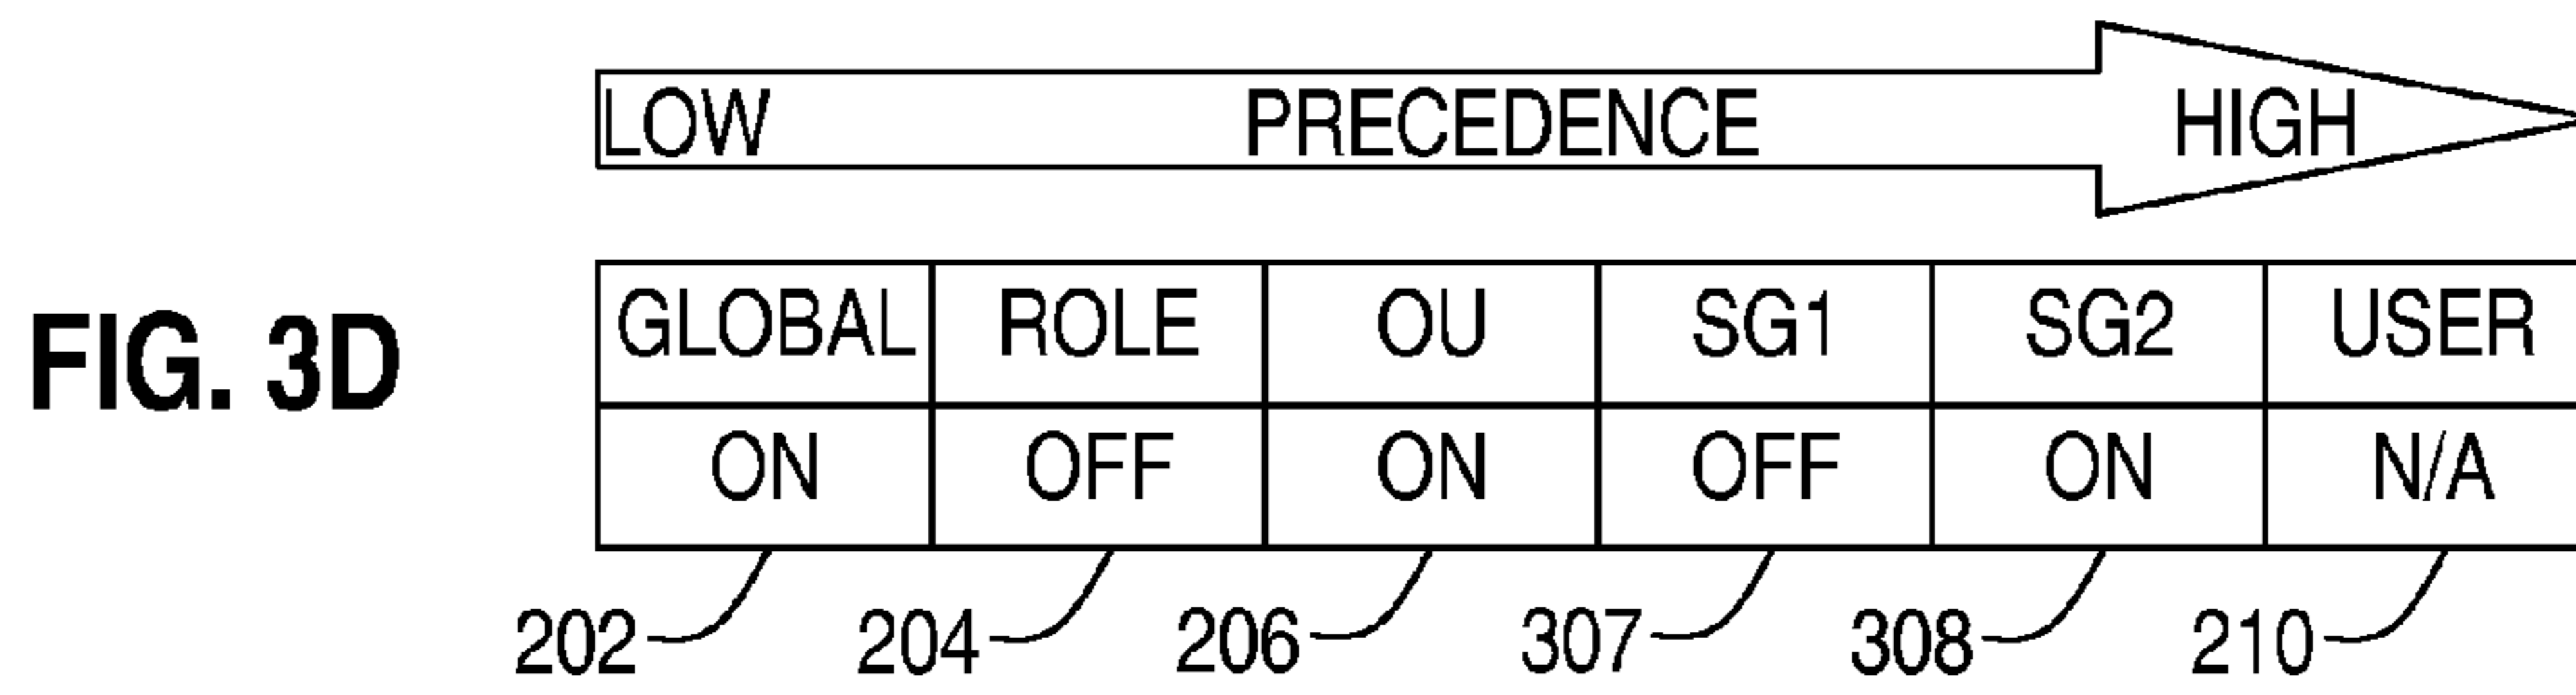 LOW PRECEDENCE HIGH
FIG. 3D
GLOBAL ROLE OU SG1 SG2 USER
ON OFF ON OFF ON N/A
202 204 206 307 308 210